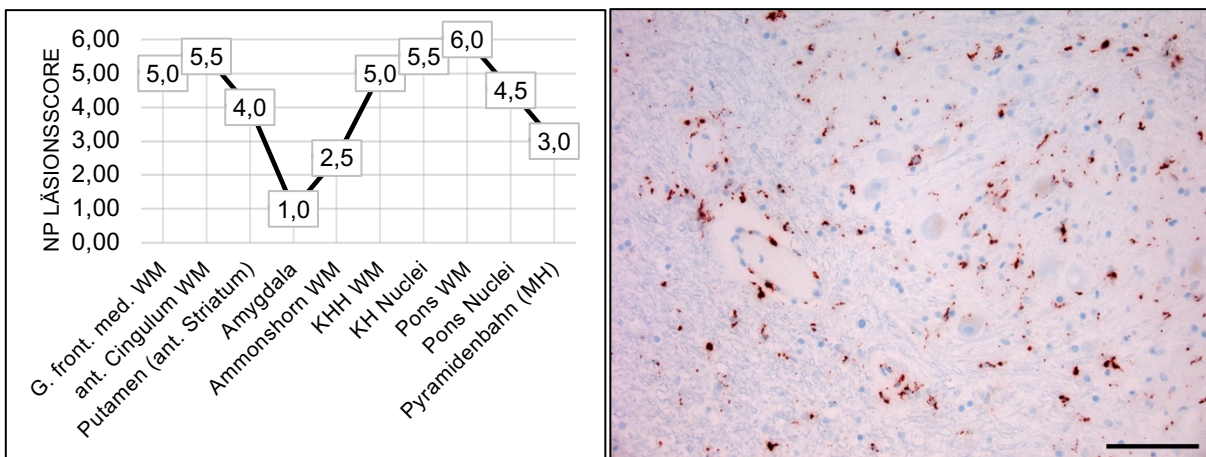 NP LÄSIONSSCORE
6,00
5,00
4,00
3,00
2,00
1,00
0,00
5,0
5,5
4,0
1,0
2,5
5,0
5,5
6,0
4,5
3,0
G. front. med. WM
ant. Cingulum WM
Putamen (ant. Striatum)
Amygdala
Ammonshorn WM
KHH WM
KH Nuclei
Pons WM
Pons Nuclei
Pyramidenbahn (MH)